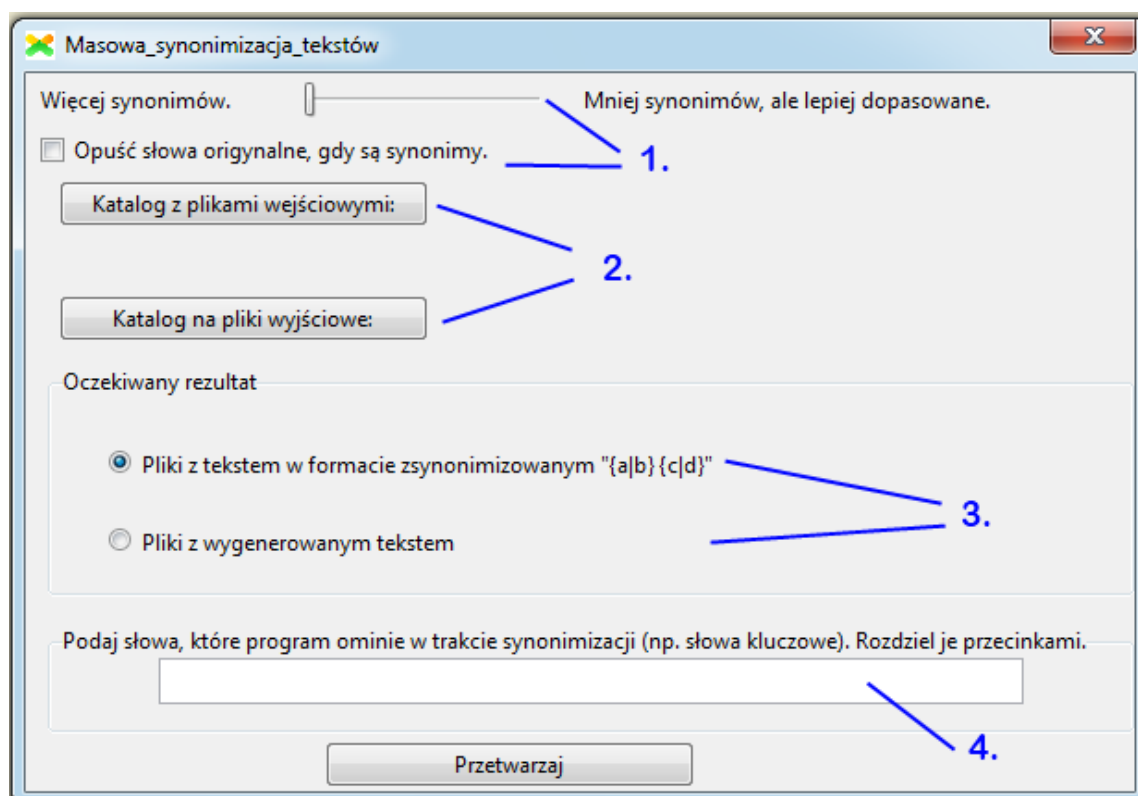 Masowa_synonimizacja_tekstów
Więcej synonimów. Mniej synonimów, ale lepiej dopasowane.
Opuść słowa origynalne, gdy są synonimy.
1.
Katalog z plikami wejściowymi:
2.
Katalog na pliki wyjściowe:
Oczekiwany rezultat
Pliki z tekstem w formacie zsynonimizowanym "{a|b}{c|d}"
3.
Pliki z wygenerowanym tekstem
Podaj słowa, które program ominie w trakcie synonimizacji (np. słowa kluczowe). Rozdziel je przecinkami.
4.
Przetwarzaj